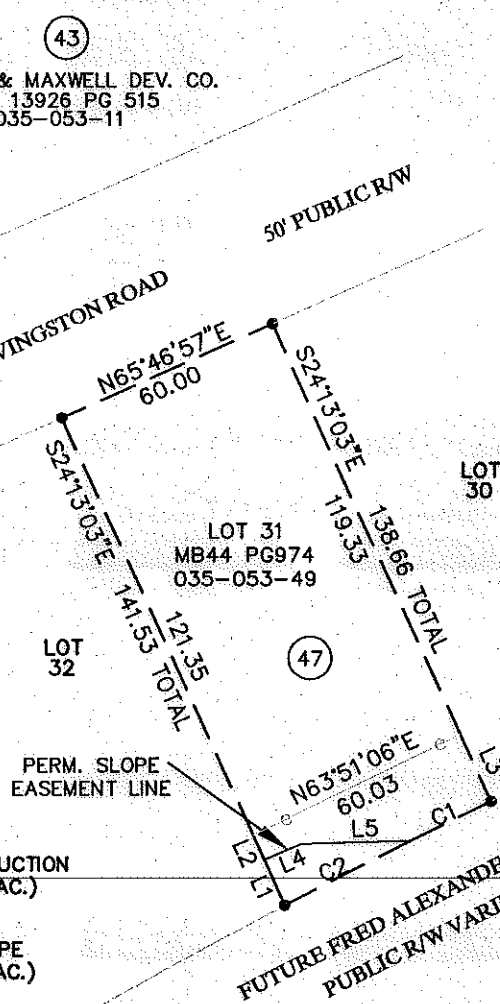 43
& MAXWELL DEV. CO.
13926 PG 515
035-053-11
50' PUBLIC R/W
VINGSTON ROAD
N65°46'57"E
60.00
S24°13'03"E
S24°13'03"E
LOT
30
138.66 TOTAL
119.33
LOT 31
MB44 PG974
035-053-49
121.35
141.53 TOTAL
LOT
32
47
PERM. SLOPE
EASEMENT LINE
N63°51'06"E
60.03
e
e
L3
C1
L5
L2
L4
C2
L1
UCTION
AC.)
PE
AC.)
FUTURE FRED ALEXANDE
PUBLIC R/W VARI